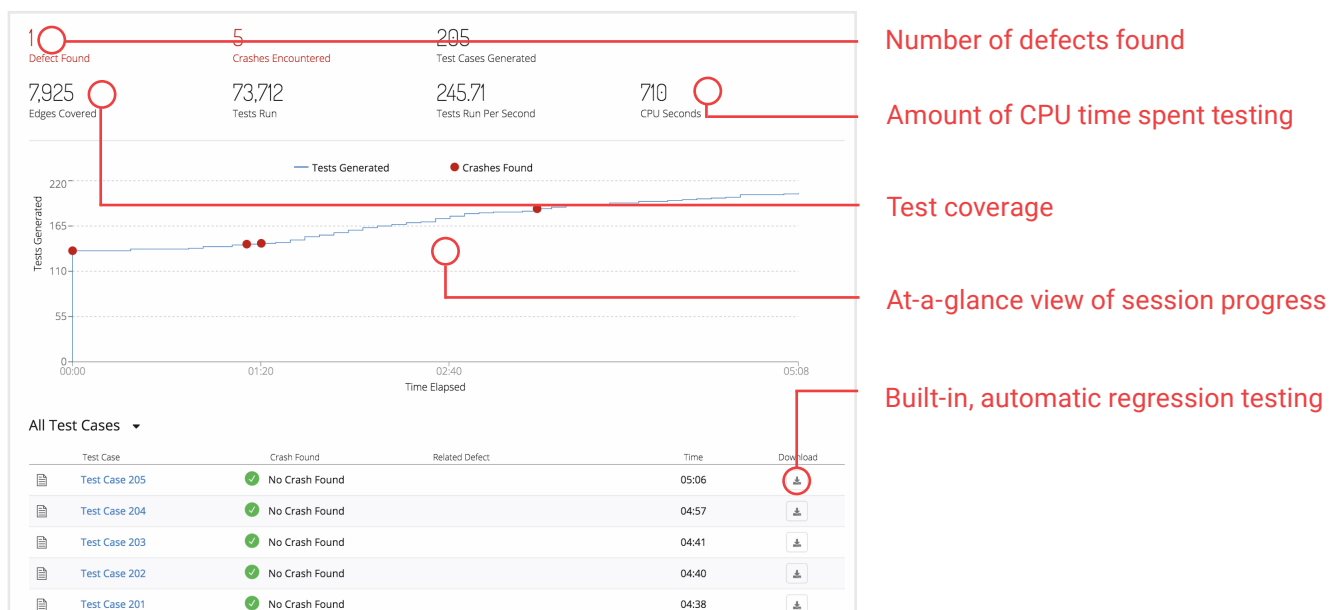 1
5
205
Number of defects found
Defect Found
Crashes Encountered
Test Cases Generated
7,925
73,712
245.71
710
Edges Covered
Tests Run
Tests Run Per Second
CPU Seconds
Amount of CPU time spent testing
Tests Generated
Crashes Found
220
165
110
55
0
Tests Generated
Test coverage
At-a-glance view of session progress
00:00
01:20
02:40
05:08
Time Elapsed
Built-in, automatic regression testing
All Test Cases
Test Case
Crash Found
Related Defect
Time
Download
Test Case 205
No Crash Found
05:06
Test Case 204
No Crash Found
04:57
Test Case 203
No Crash Found
04:41
Test Case 202
No Crash Found
04:40
Test Case 201
No Crash Found
04:38